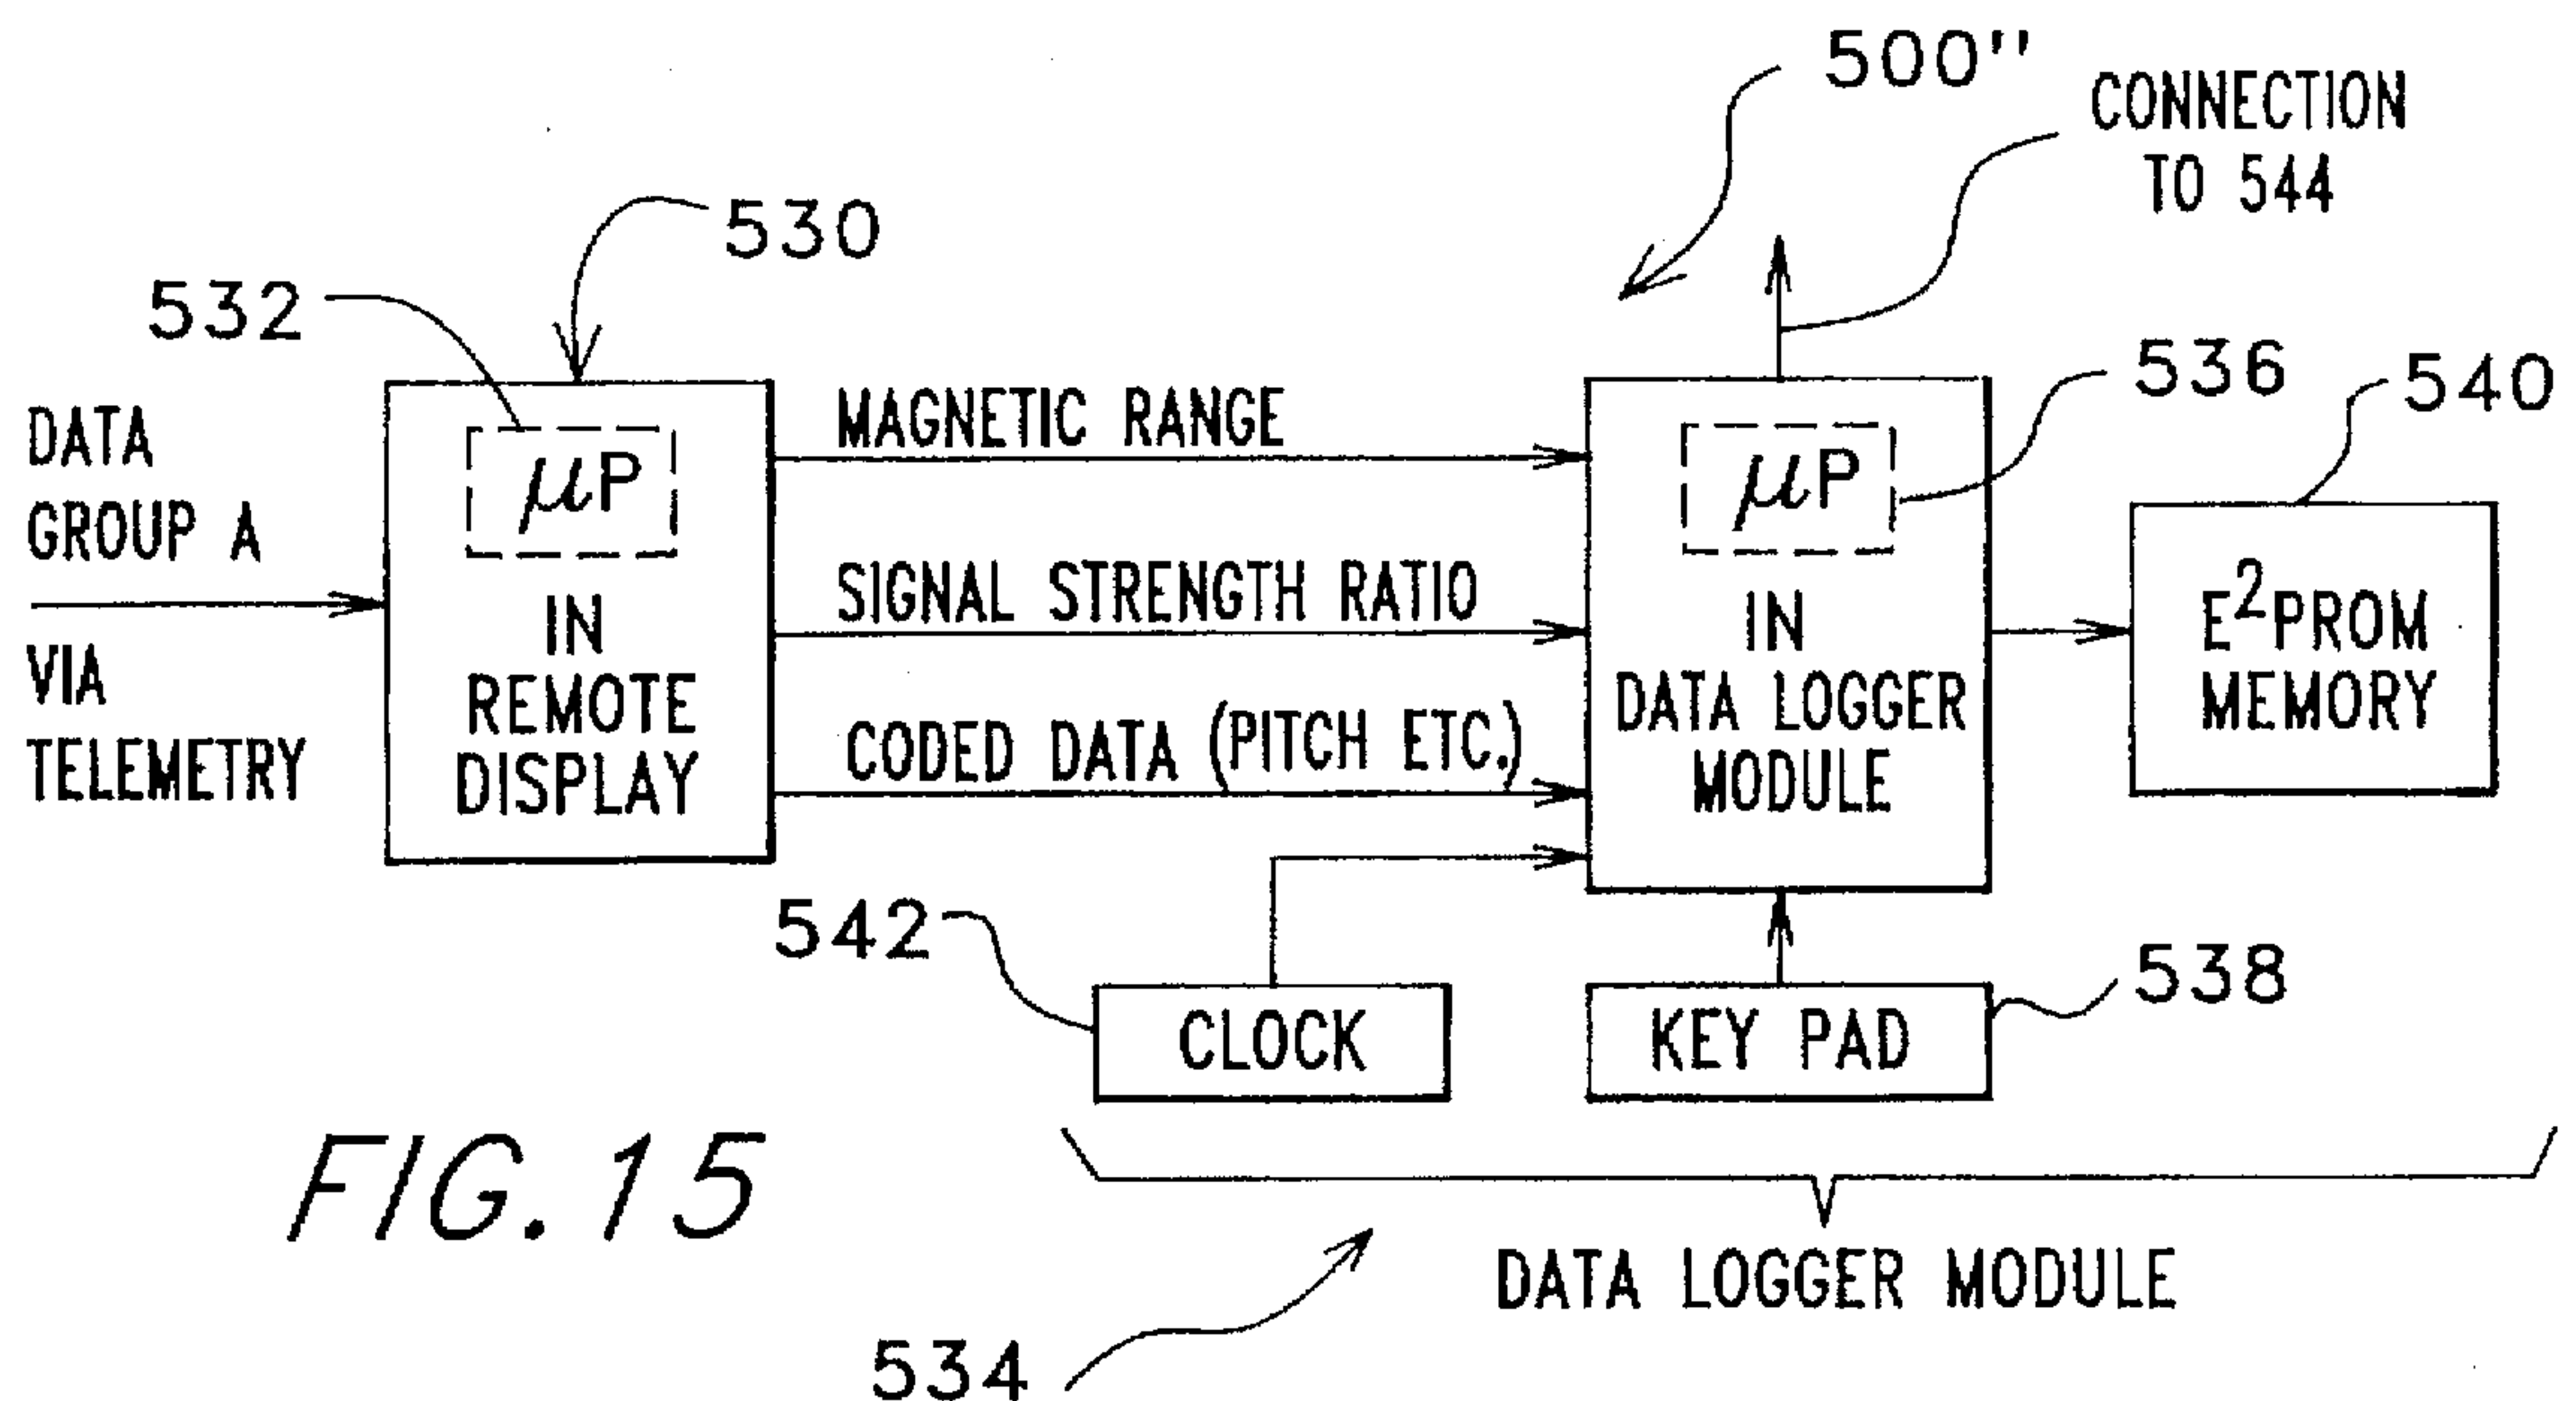 500"
CONNECTION
TO 544
530
532
536
540
DATA
GROUP A
VIA
TELEMETRY
μP
IN
REMOTE
DISPLAY
MAGNETIC RANGE
SIGNAL STRENGTH RATIO
CODED DATA (PITCH ETC.)
μP
IN
DATA LOGGER
MODULE
E²PROM
MEMORY
542
CLOCK
KEY PAD
538
FIG. 15
DATA LOGGER MODULE
534